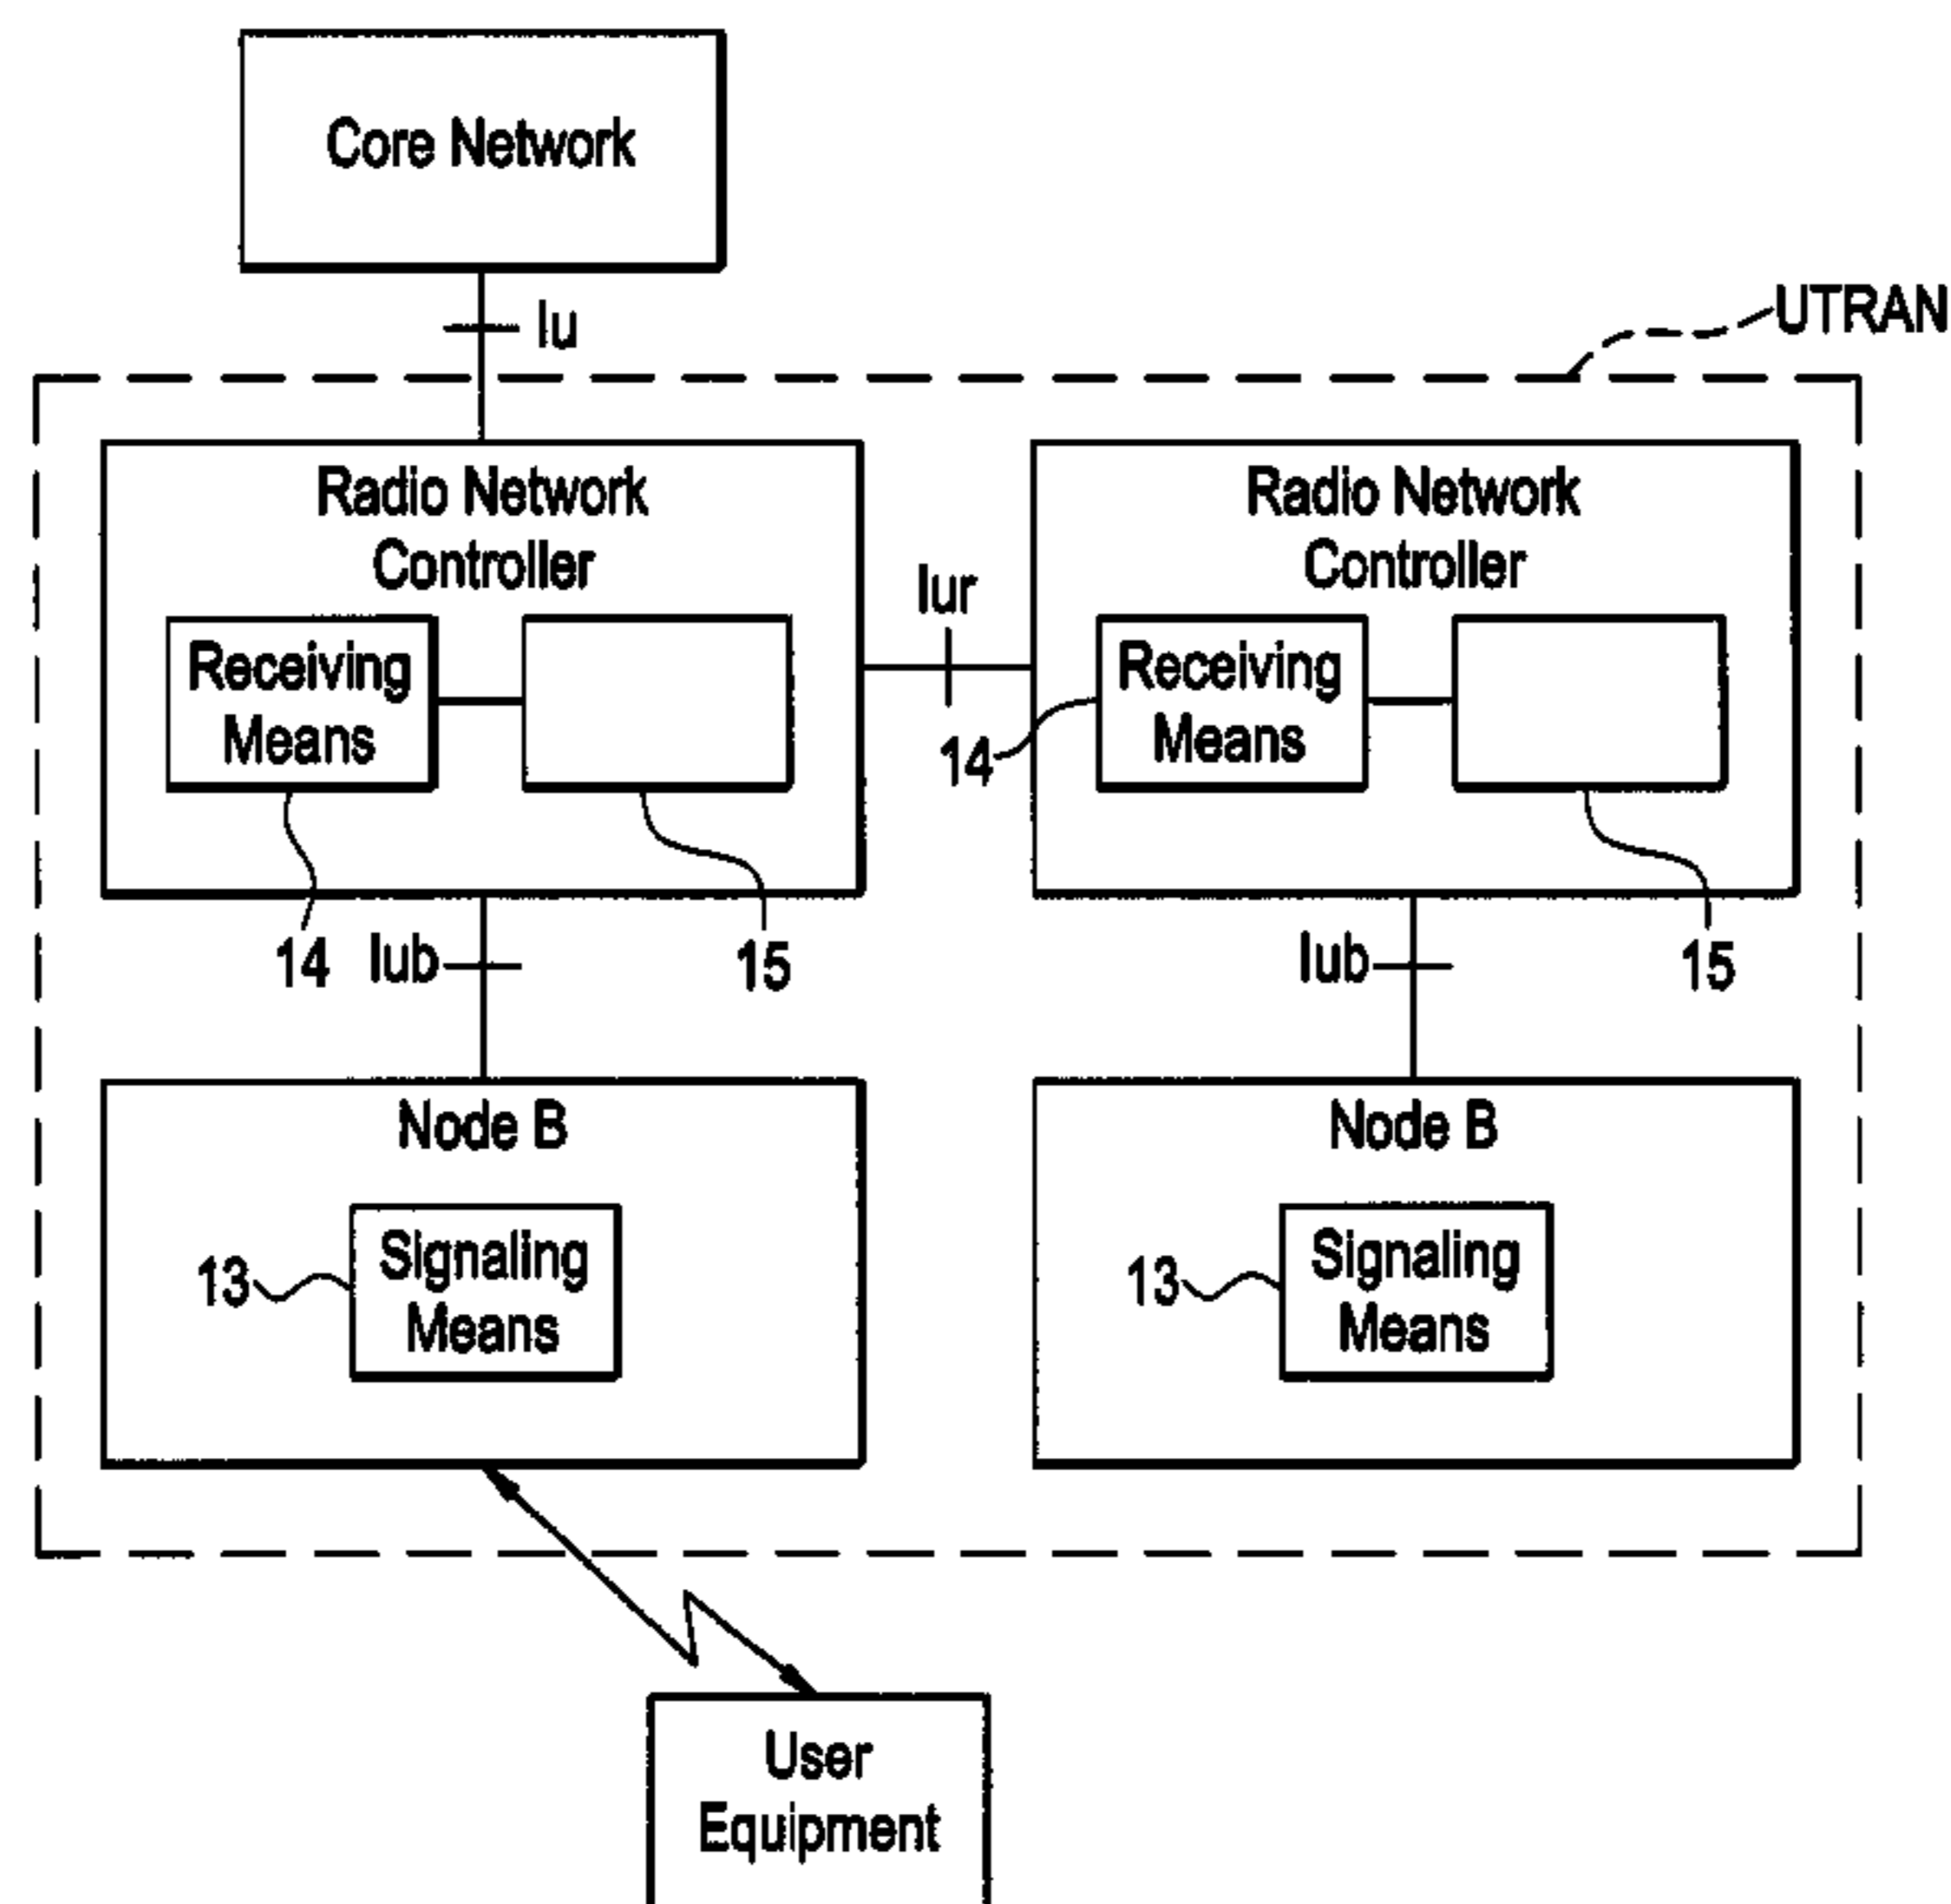 Core Network
Iu
UTRAN
Radio Network
Controller
Receiving
Means
14
15
Iur
Radio Network
Controller
Receiving
Means
14
15
Iub
Iub
Node B
13
Signaling
Means
Node B
13
Signaling
Means
User
Equipment